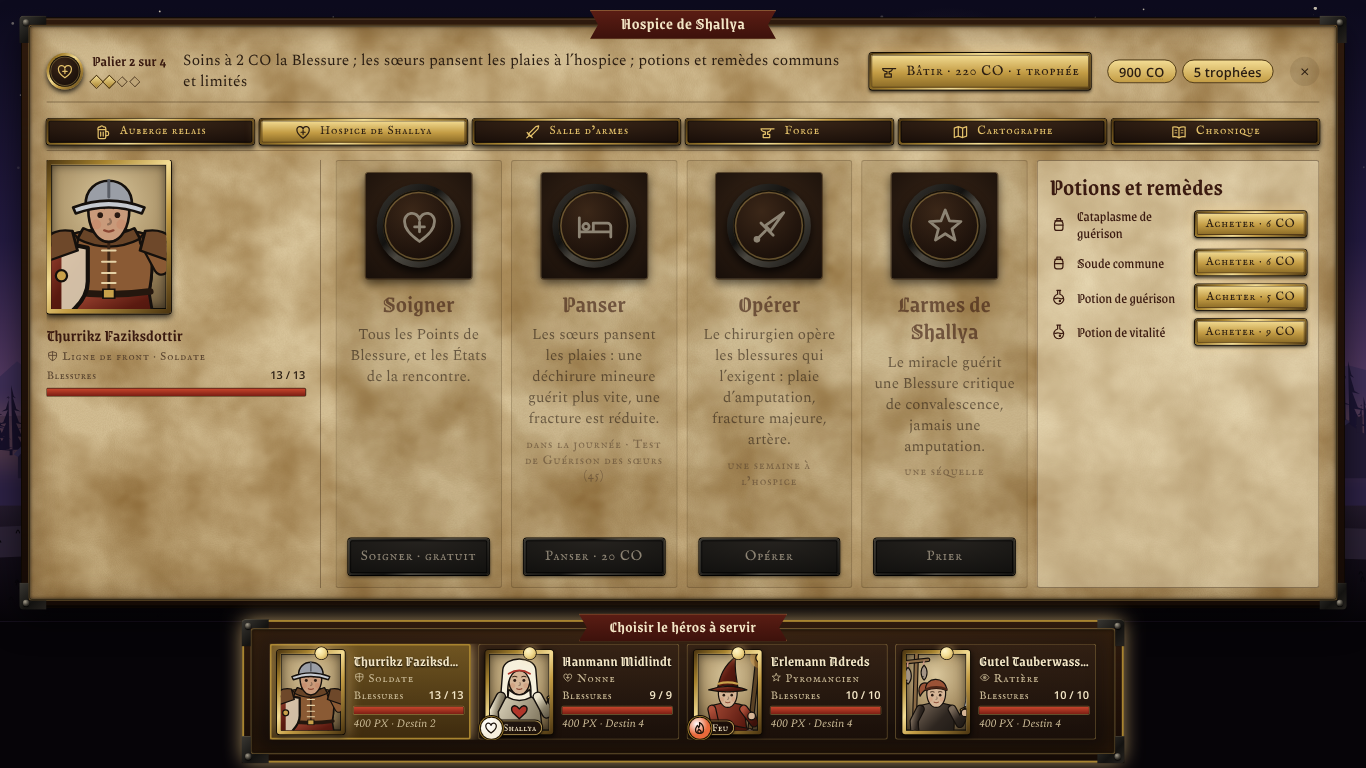 Hospice de Shallya
Palier 2 sur 4
Soins à 2 CO la Blessure ; les sœurs pansent les plaies à l'hospice ; potions et remèdes communs
et limités
Bâtir · 220 CO · 1 trophée
900 CO
5 trophées
×
Auberge relais
Hospice de Shallya
Salle d'armes
Forge
Cartographe
Chronique
Thurrikz Faziksdottir
Ligne de front · Soldate
Blessures 13 / 13
Soigner
Tous les Points de
Blessure, et les États
de la rencontre.
Soigner · gratuit
Panser
Les sœurs pansent
les plaies : une
déchirure mineure
guérit plus vite, une
fracture est réduite.
dans la journée · Test
de Guérison des sœurs
(45)
Panser · 20 CO
Opérer
Le chirurgien opère
les blessures qui
l'exigent : plaie
d'amputation,
fracture majeure,
artère.
une semaine à
l'hospice
Opérer
Larmes de
Shallya
Le miracle guérit
une Blessure critique
de convalescence,
jamais une
amputation.
une séquelle
Prier
Potions et remèdes
Cataplasme de
guérison
Acheter · 6 CO
Soude commune
Acheter · 6 CO
Potion de guérison
Acheter · 5 CO
Potion de vitalité
Acheter · 9 CO
Choisir le héros à servir
Thurrikz Faziksd...
Soldate
Blessures 13 / 13
400 PX · Destin 2
Hanmann Midlindt
Nonne
Blessures 9 / 9
400 PX · Destin 4
Shallya
Erlemann Adreds
Pyromancien
Blessures 10 / 10
400 PX · Destin 4
Feu
Gutel Tauberwass...
Ratière
Blessures 10 / 10
400 PX · Destin 4